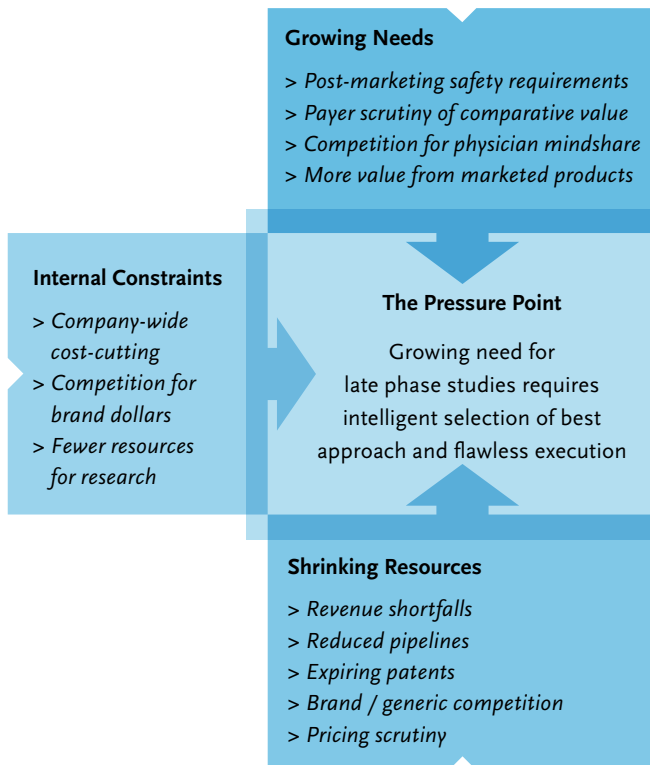 Growing Needs
> Post-marketing safety requirements
> Payer scrutiny of comparative value
> Competition for physician mindshare
> More value from marketed products
Internal Constraints
> Company-wide
cost-cutting
> Competition for
brand dollars
> Fewer resources
for research
The Pressure Point
Growing need for
late phase studies requires
intelligent selection of best
approach and flawless execution
Shrinking Resources
> Revenue shortfalls
> Reduced pipelines
> Expiring patents
> Brand / generic competition
> Pricing scrutiny